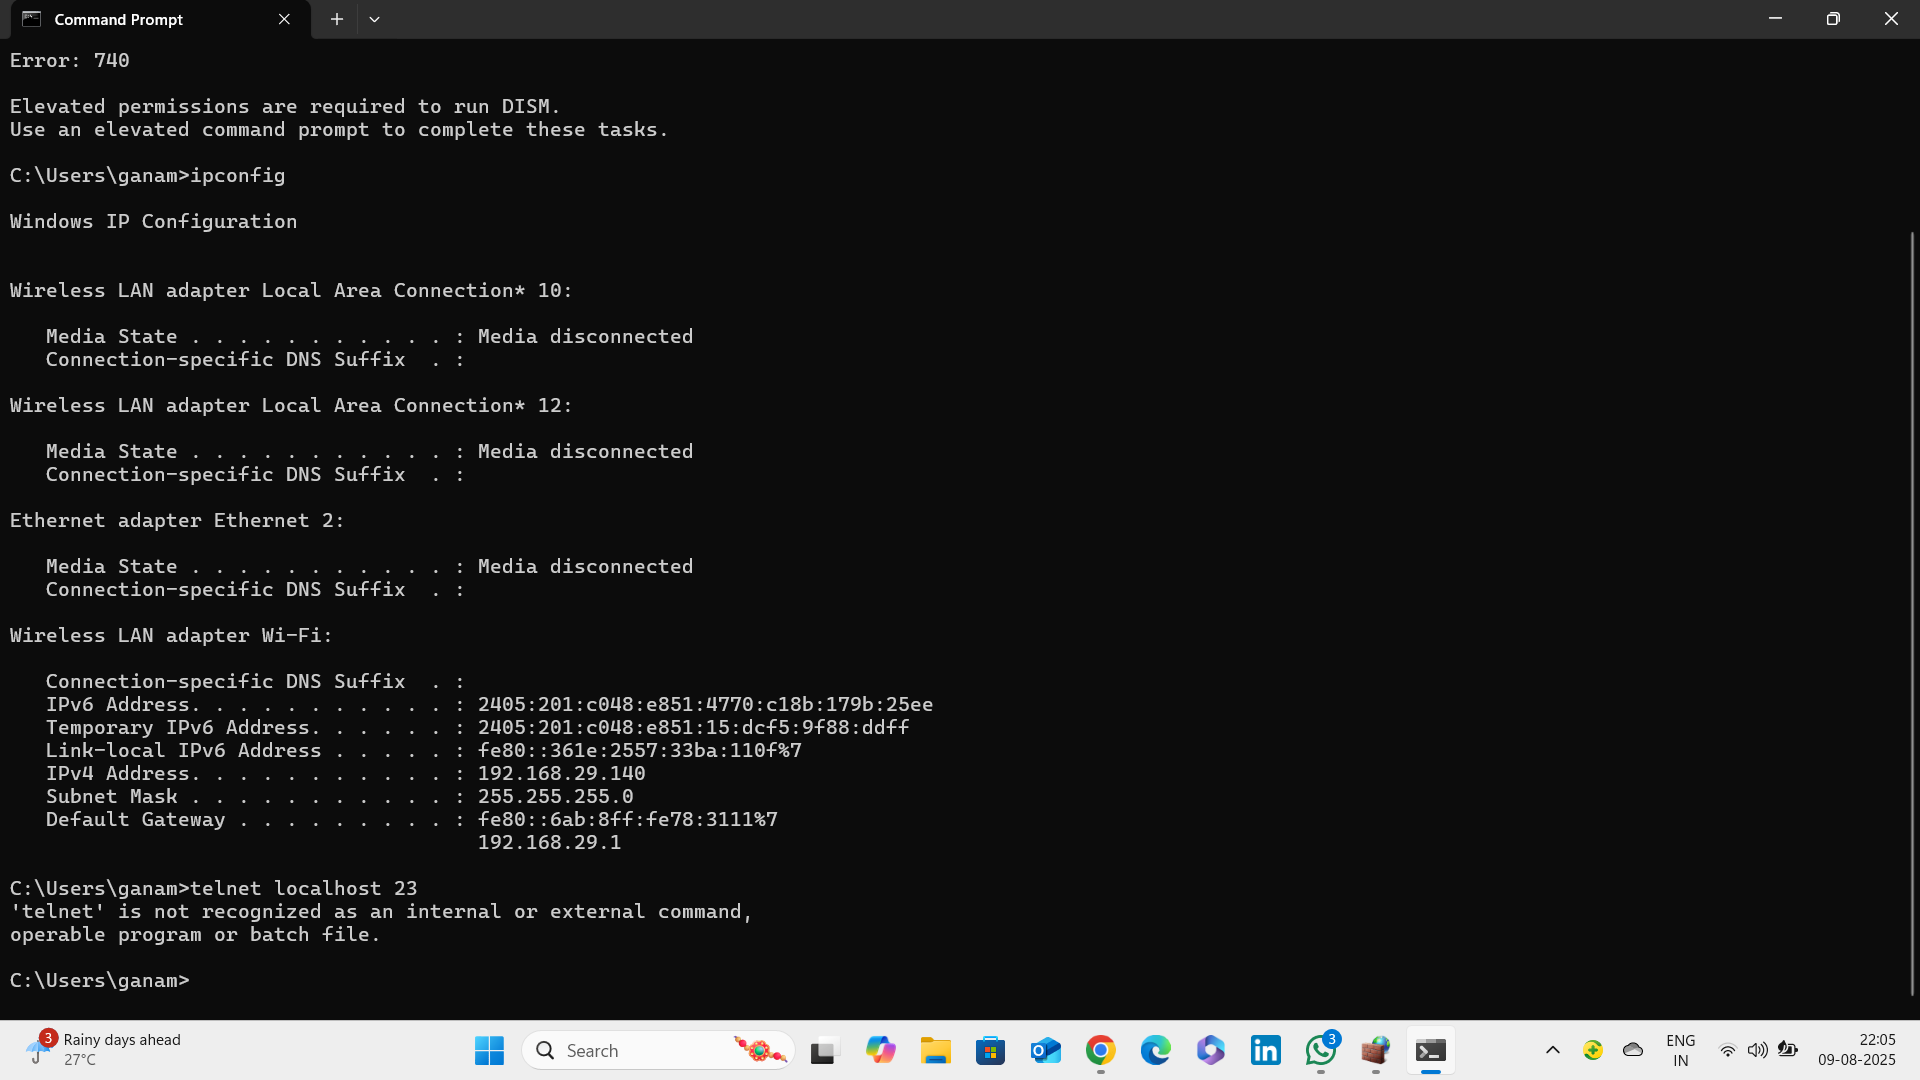 Command Prompt
Error: 740
Elevated permissions are required to run DISM.
Use an elevated command prompt to complete these tasks.
C:\Users\ganam>ipconfig
Windows IP Configuration
Wireless LAN adapter Local Area Connection* 10:
Media State . . . . . . . . . . . : Media disconnected
Connection-specific DNS Suffix  . :
Wireless LAN adapter Local Area Connection* 12:
Media State . . . . . . . . . . . : Media disconnected
Connection-specific DNS Suffix  . :
Ethernet adapter Ethernet 2:
Media State . . . . . . . . . . . : Media disconnected
Connection-specific DNS Suffix  . :
Wireless LAN adapter Wi-Fi:
Connection-specific DNS Suffix  . :
IPv6 Address. . . . . . . . . . . : 2405:201:c048:e851:4770:c18b:179b:25ee
Temporary IPv6 Address. . . . . . : 2405:201:c048:e851:15:dcf5:9f88:ddff
Link-local IPv6 Address . . . . . : fe80::361e:2557:33ba:110f%7
IPv4 Address. . . . . . . . . . . : 192.168.29.140
Subnet Mask . . . . . . . . . . . : 255.255.255.0
Default Gateway . . . . . . . . . : fe80::6ab:8ff:fe78:3111%7
192.168.29.1
C:\Users\ganam>telnet localhost 23
'telnet' is not recognized as an internal or external command,
operable program or batch file.
C:\Users\ganam>
3
Rainy days ahead
27°C
Search
3
ENG
IN
22:05
09-08-2025